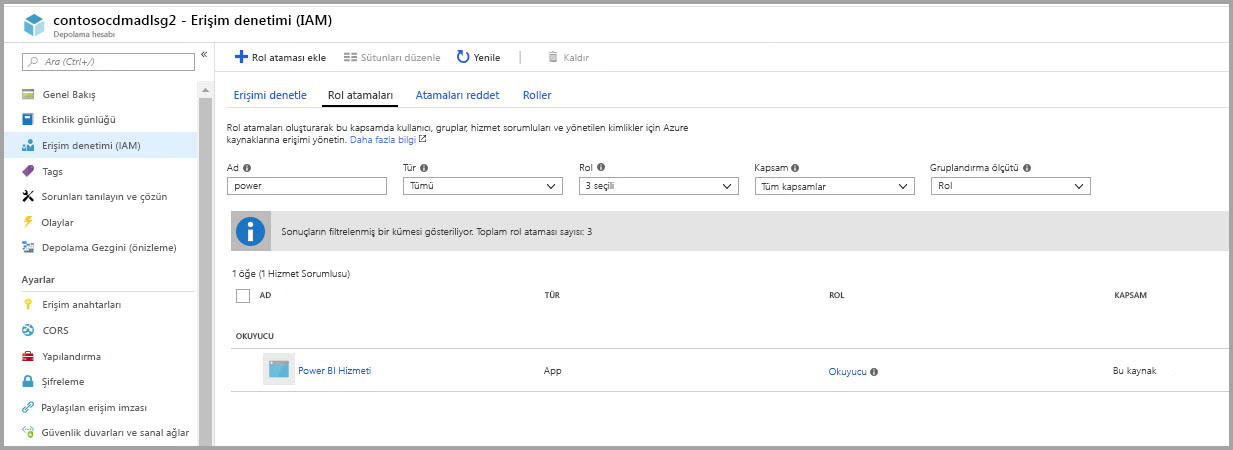 contosocdmadlsg2 - Erişim denetimi (IAM)
Depolama hesabı
Ara (Ctrl+/)
«
Genel Bakış
Etkinlik günlüğü
Erişim denetimi (IAM)
Tags
Sorunları tanılayın ve çözün
Olaylar
Depolama Gezgini (önizleme)
Ayarlar
Erişim anahtarları
CORS
Yapılandırma
Şifreleme
Paylaşılan erişim imzası
Güvenlik duvarları ve sanal ağlar
Rol ataması ekle
Sütunları düzenle
Yenile
Kaldır
Erişimi denetle
Rol atamaları
Atamaları reddet
Roller
Rol atamaları oluşturarak bu kapsamda kullanıcı, gruplar, hizmet sorumluları ve yönetilen kimlikler için Azure
kaynaklarına erişimi yönetin. Daha fazla bilgi
Ad
power
Tür
Tümü
Rol
3 seçili
Kapsam
Tüm kapsamlar
Gruplandırma ölçütü
Rol
Sonuçların filtrelenmiş bir kümesi gösteriliyor. Toplam rol ataması sayısı: 3
1 öğe (1 Hizmet Sorumlusu)
AD TÜR ROL KAPSAM
OKUYUCU
Power BI Hizmeti App Okuyucu Bu kaynak